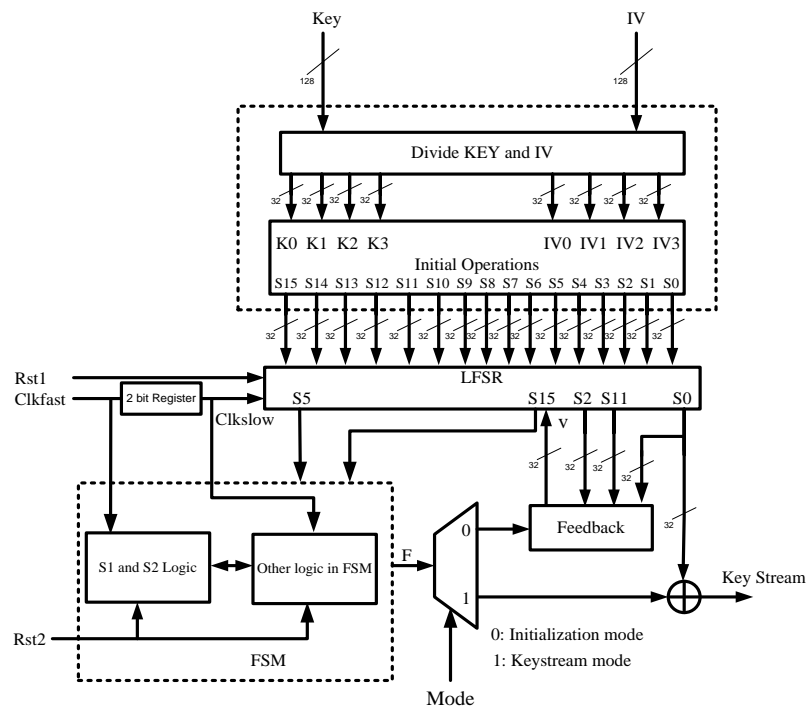 Key IV
128 128
Divide KEY and IV
32 32 32 32 32 32 32 32
K0 K1 K2 K3 IV0 IV1 IV2 IV3
Initial Operations
S15 S14 S13 S12 S11 S10 S9 S8 S7 S6 S5 S4 S3 S2 S1 S0
32 32 32 32 32 32 32 32 32 32 32 32 32 32 32 32
Rst1
LFSR
Clkfast 2 bit Register
S5 S15 S2 S11 S0
Clkslow
v
32 32 32 32
32
S1 and S2 Logic
Other logic in FSM
F
0
Feedback
1
Key Stream
Rst2
FSM
0: Initialization mode
1: Keystream mode
Mode